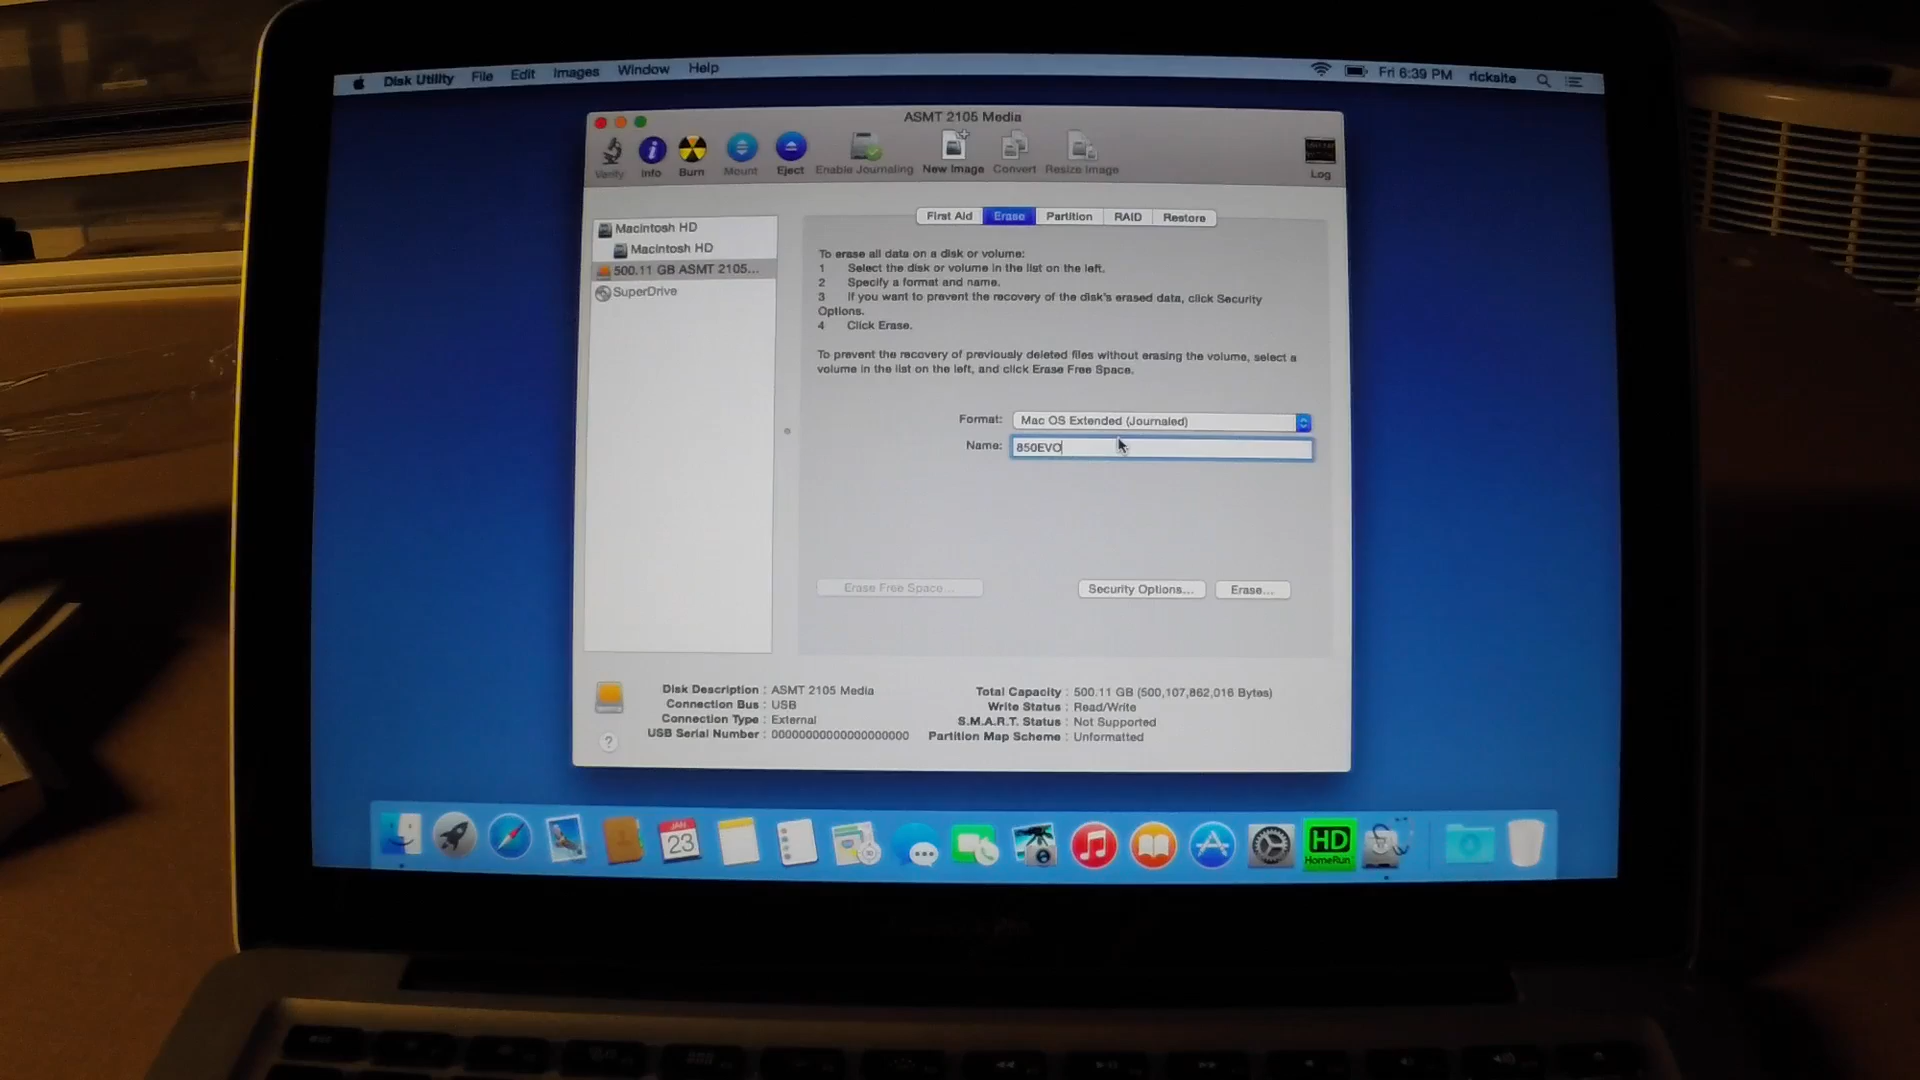 Disk Utility File Edit Images Window Help Fri 6:39 PM ricksite
ASMT 2105 Media
Verify Info Burn Mount Eject Enable Journaling New Image Convert Resize Image Log
Macintosh HD
Macintosh HD
500.11 GB ASMT 2105...
SuperDrive
First Aid Erase Partition RAID Restore
To erase all data on a disk or volume:
1 Select the disk or volume in the list on the left.
2 Specify a format and name.
3 If you want to prevent the recovery of the disk's erased data, click Security
Options.
4 Click Erase.
To prevent the recovery of previously deleted files without erasing the volume, select a
volume in the list on the left, and click Erase Free Space.
Format: Mac OS Extended (Journaled)
Name: 850EVO
Erase Free Space... Security Options... Erase...
Disk Description : ASMT 2105 Media
Connection Bus : USB
Connection Type : External
USB Serial Number : 00000000000000000000
Total Capacity : 500.11 GB (500,107,862,016 Bytes)
Write Status : Read/Write
S.M.A.R.T. Status : Not Supported
Partition Map Scheme : Unformatted
?
JAN
23
HD
HomeRun